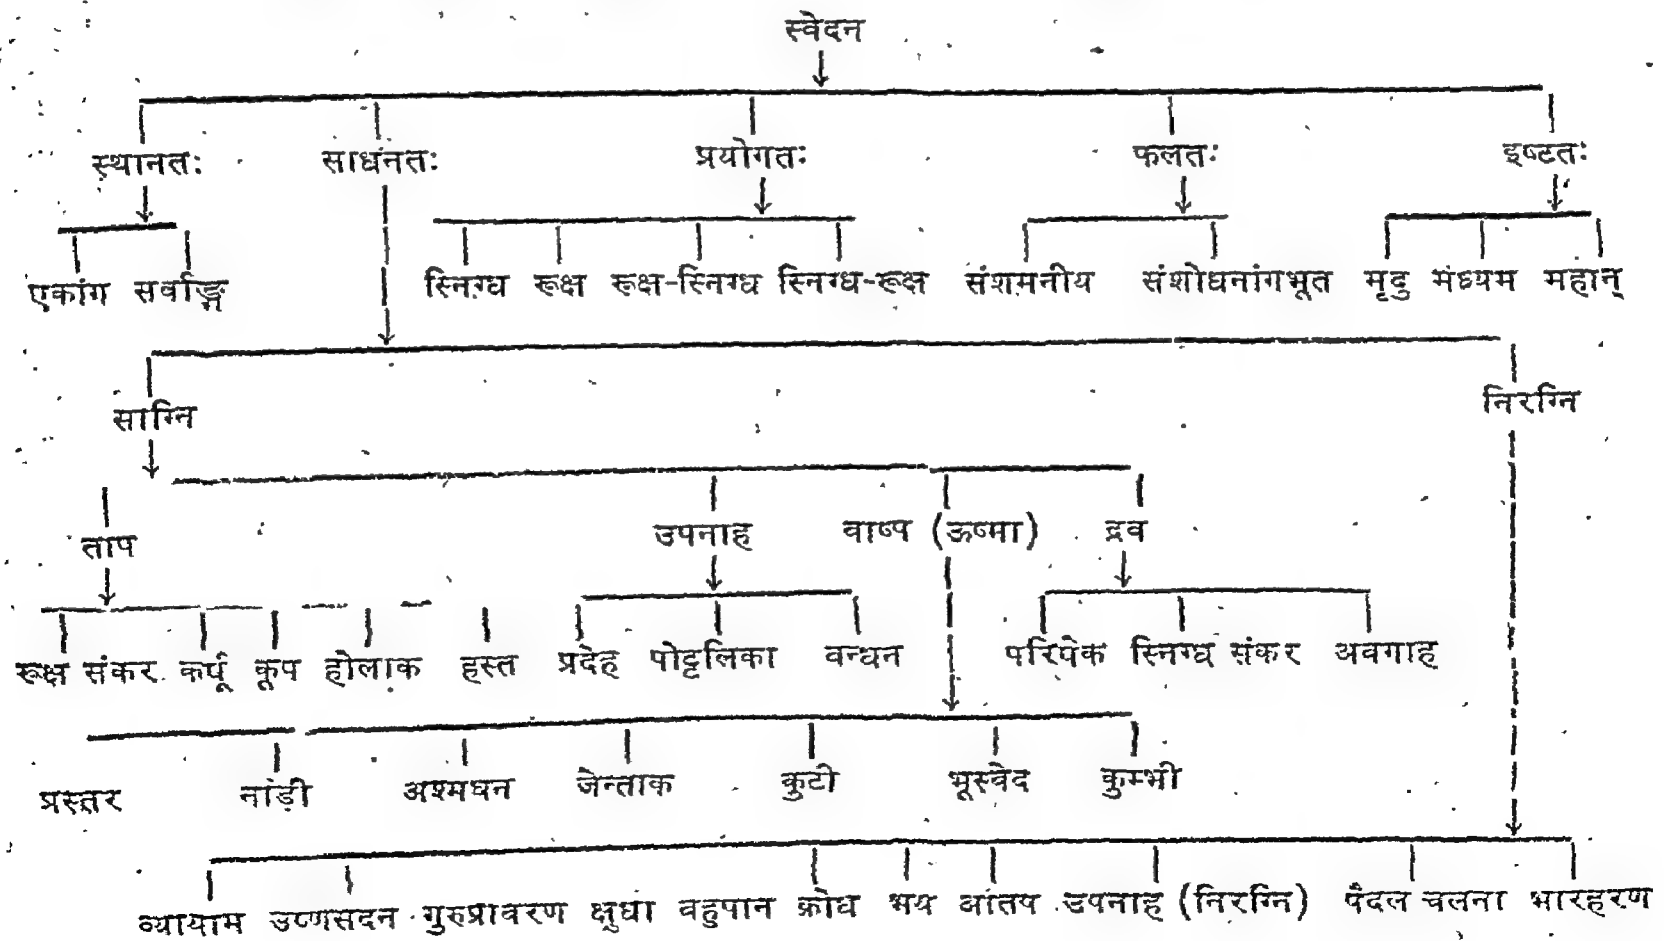 स्वेदन
स्थानतः साधनतः प्रयोगतः फलतः इष्टतः
एकांग सर्वाङ्ग स्निग्ध रूक्ष रूक्ष-स्निग्ध स्निग्ध-रूक्ष संशमनीय संशोधनांगभूत मृदु मध्यम महान्
साग्नि निरग्नि
ताप उपनाह वाष्प (ऊष्मा) द्रव
रूक्ष संकर कर्षू कूप होलाक हस्त प्रदेह पोट्टलिका वन्धन परिषेक स्निग्ध संकर अवगाह
प्रस्तर नाड़ी अश्मघन जेन्ताक कुटी भूस्वेद कुम्भी
व्यायाम उष्णसदन गुरुप्रावरण क्षुधा वहुपान क्रोध भय आतप उपनाह (निरग्नि) पैदल चलना भारहरण